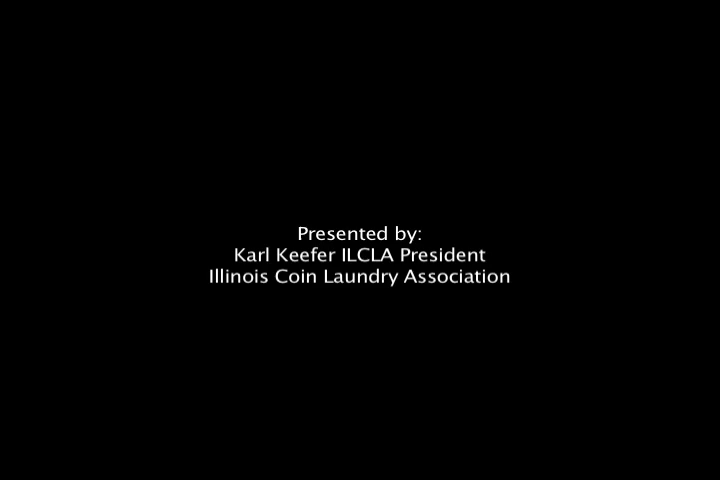 Presented by:
Karl Keefer ILCLA President
Illinois Coin Laundry Association